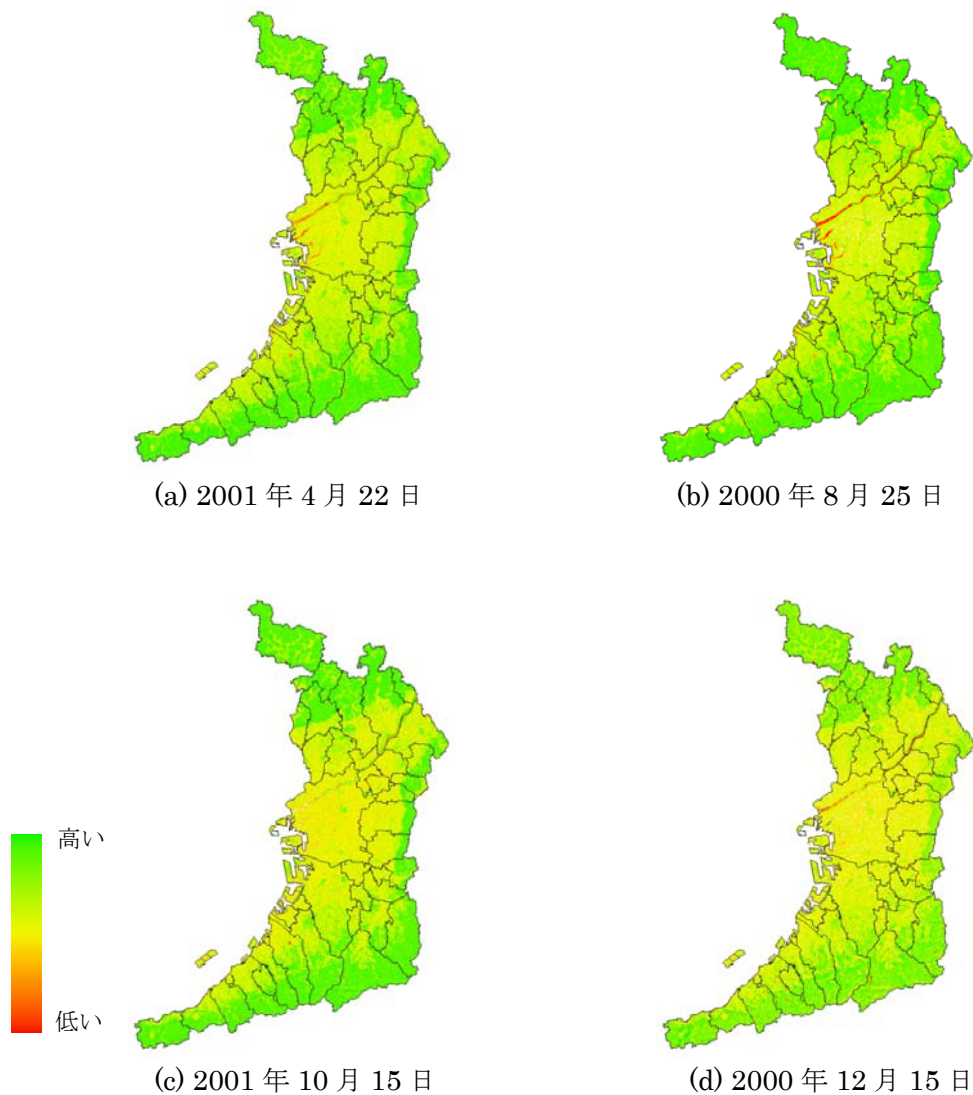 (a) 2001 年 4 月 22 日
(b) 2000 年 8 月 25 日
高い
低い
(c) 2001 年 10 月 15 日
(d) 2000 年 12 月 15 日